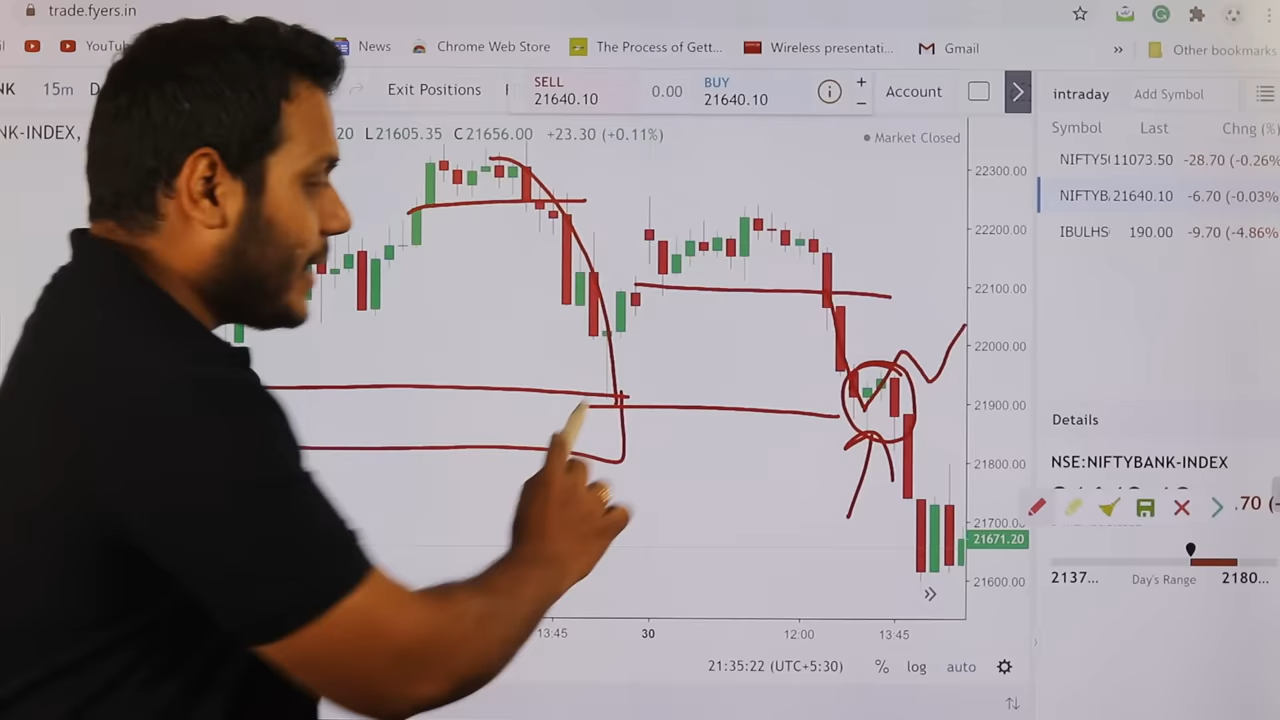 trade.fyers.in
YouTub
News
Chrome Web Store
The Process of Gett...
Wireless presentati...
Gmail
»
Other bookmarks
NK
15m
D
Exit Positions
SELL
21640.10
0.00
BUY
21640.10
+
−
Account
NK-INDEX,
20 L21605.35 C21656.00 +23.30 (+0.11%)
Market Closed
22300.00
22200.00
22100.00
22000.00
21900.00
21800.00
21700.00
21671.20
21600.00
13:45
30
12:00
13:45
21:35:22 (UTC+5:30)
%
log
auto
intraday
Add Symbol
Symbol Last Chng (%)
NIFTY50 11073.50 -28.70 (-0.26%
NIFTYB. 21640.10 -6.70 (-0.03%
IBULHS 190.00 -9.70 (-4.86%
Details
NSE:NIFTYBANK-INDEX
.70 (-
2137... Day's Range 2180...